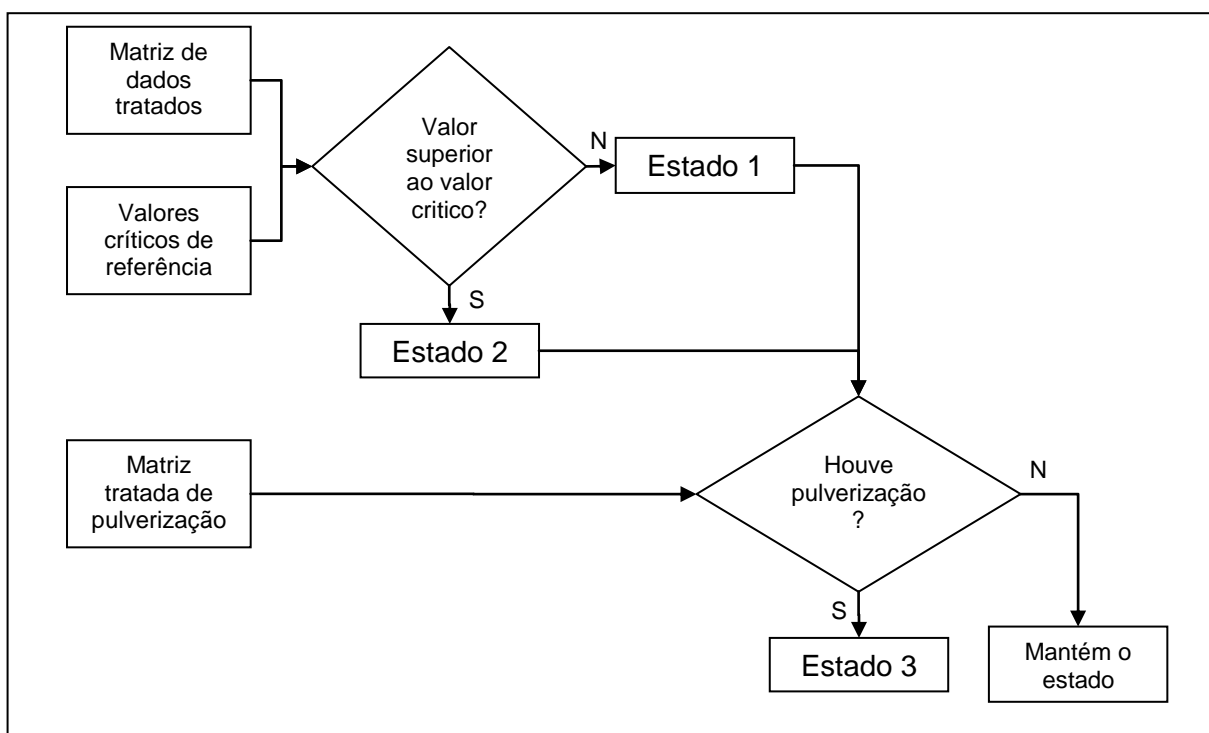 Matriz de
dados
tratados
Valor
superior
ao valor
critico?
N
Estado 1
Valores
críticos de
referência
S
Estado 2
Matriz
tratada de
pulverização
Houve
pulverização
?
N
S
Estado 3
Mantém o
estado